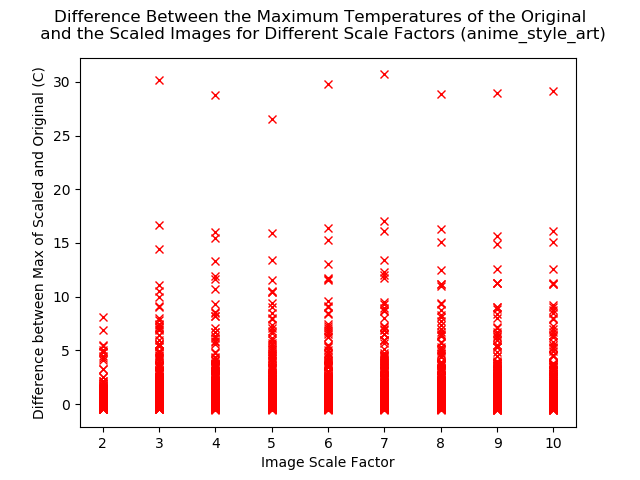 Difference Between the Maximum Temperatures of the Original
and the Scaled Images for Different Scale Factors (anime_style_art)
Difference between Max of Scaled and Original (C)
30
25
20
15
10
5
0
2 3 4 5 6 7 8 9 10
Image Scale Factor